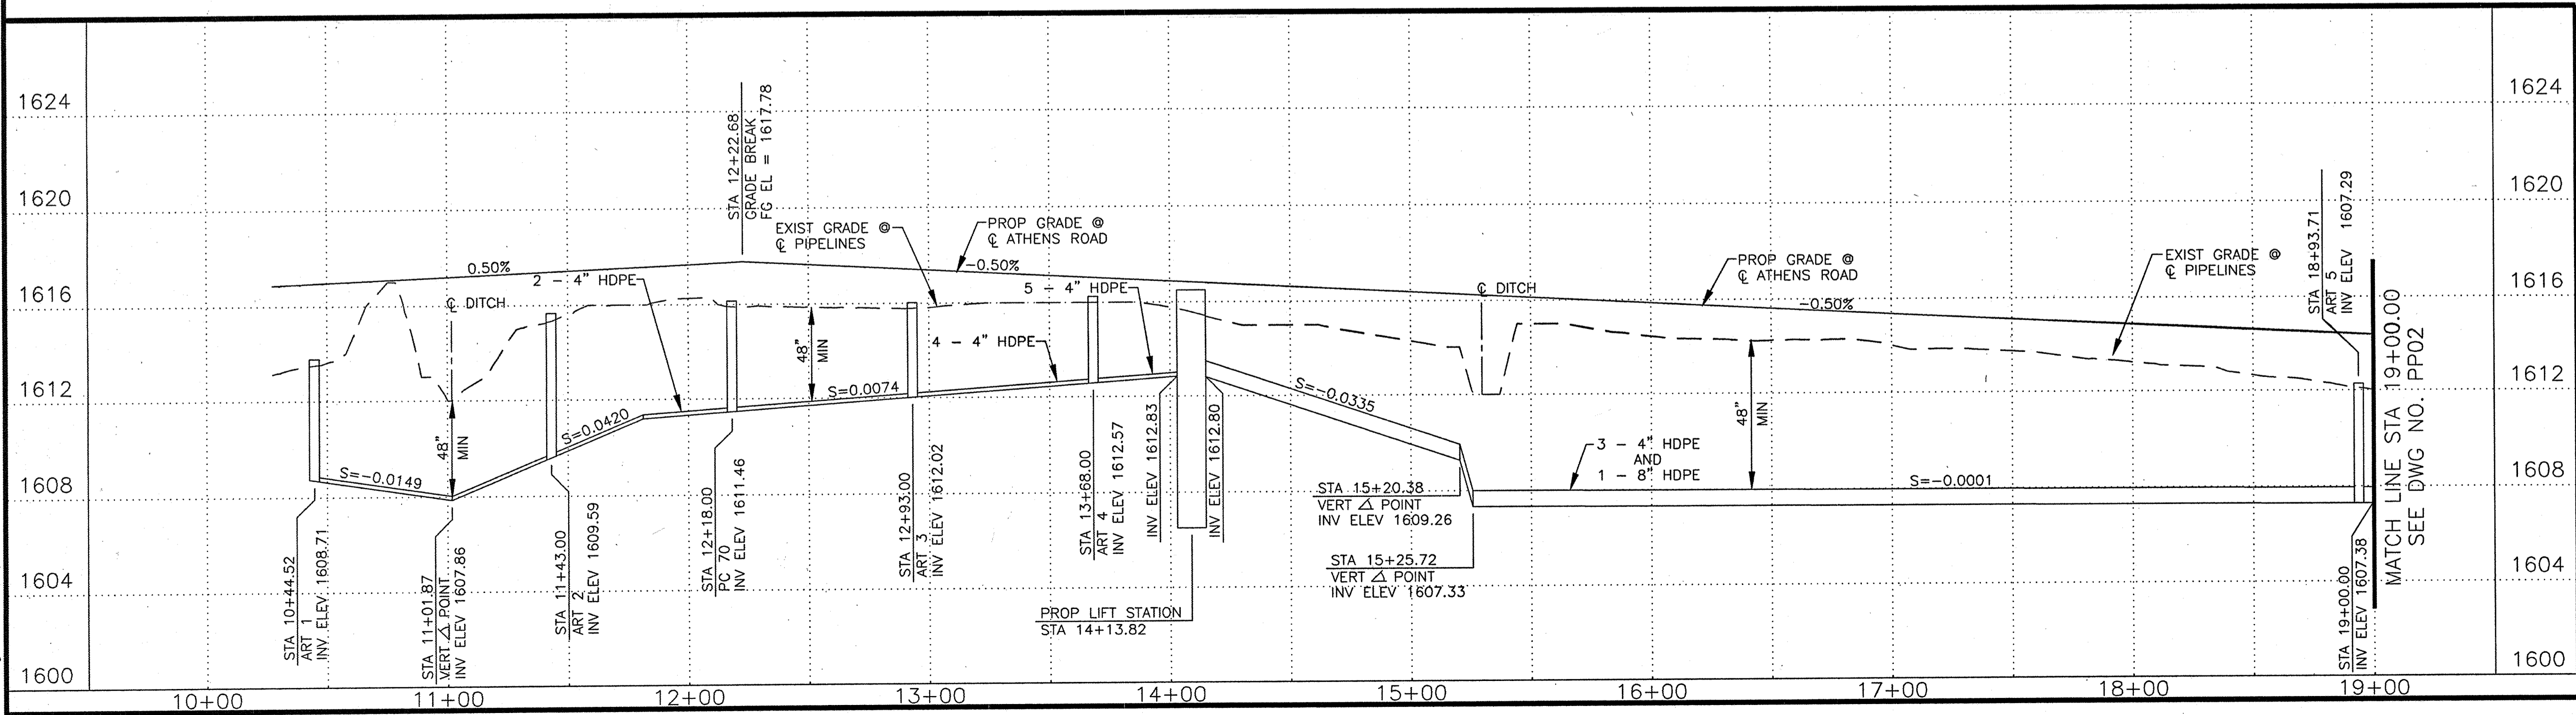 1624
1620
1616
1612
1608
1604
1600
1624
1620
1616
1612
1608
1604
1600
10+00
11+00
12+00
13+00
14+00
15+00
16+00
17+00
18+00
19+00
STA 12+22.68
GRADE BREAK
FG EL = 1617.78
0.50%
℄ DITCH
2 - 4" HDPE
EXIST GRADE @
℄ PIPELINES
PROP GRADE @
℄ ATHENS ROAD
-0.50%
5 - 4" HDPE
4 - 4" HDPE
48"
MIN
S=0.0074
S=0.0420
S=-0.0149
48"
MIN
STA 10+44.52
ART 1
INV ELEV 1608.71
STA 11+01.87
VERT ∆ POINT
INV ELEV 1607.86
STA 11+43.00
ART 2
INV ELEV 1609.59
STA 12+18.00
PC 70
INV ELEV 1611.46
STA 12+93.00
ART 3
INV ELEV 1612.02
STA 13+68.00
ART 4
INV ELEV 1612.57
INV ELEV 1612.83
INV ELEV 1612.80
PROP LIFT STATION
STA 14+13.82
S=-0.0335
℄ DITCH
STA 15+20.38
VERT ∆ POINT
INV ELEV 1609.26
STA 15+25.72
VERT ∆ POINT
INV ELEV 1607.33
3 - 4" HDPE
AND
1 - 8" HDPE
48"
MIN
PROP GRADE @
℄ ATHENS ROAD
-0.50%
S=-0.0001
EXIST GRADE @
℄ PIPELINES
STA 18+93.71
ART 5
INV ELEV 1607.29
STA 19+00.00
INV ELEV 1607.38
MATCH LINE STA 19+00.00
SEE DWG NO. PP02